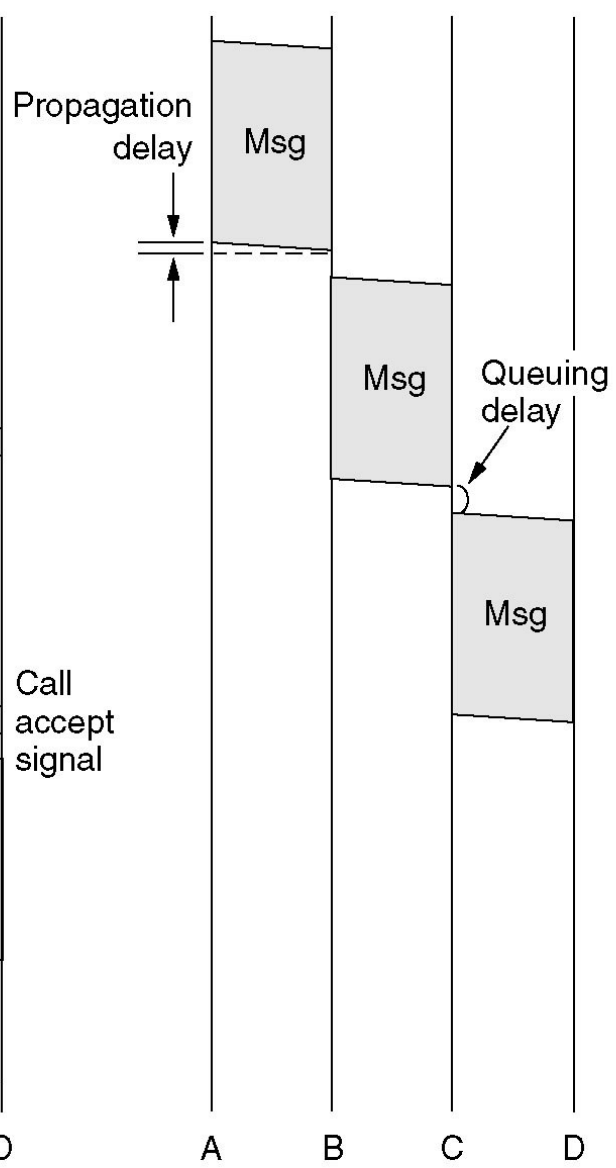 Propagation
delay
Msg
Msg
Queuing
delay
Msg
Call
accept
signal
A B C D